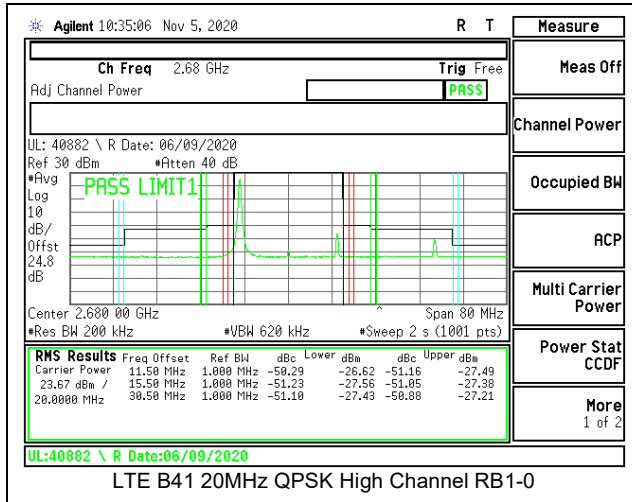 Agilent 10:35:06 Nov 5, 2020 R T
Measure
Ch Freq 2.68 GHz Trig Free
Meas Off
Adj Channel Power PASS
Channel Power
UL: 40882 \ R Date: 06/09/2020
Ref 30 dBm #Atten 40 dB
#Avg
Log
10
dB/
Offst
24.8
dB
PASS LIMIT1
Occupied BW
ACP
Multi Carrier
Power
Center 2.680 00 GHz Span 80 MHz
#Res BW 200 kHz #VBW 620 kHz #Sweep 2 s (1001 pts)
Power Stat
CCDF
RMS Results Freq Offset Ref BW dBc Lower dBm dBc Upper dBm
Carrier Power 11.50 MHz 1.000 MHz -50.29 -26.62 -51.16 -27.49
23.67 dBm / 15.50 MHz 1.000 MHz -51.23 -27.56 -51.05 -27.38
20.0000 MHz 30.50 MHz 1.000 MHz -51.10 -27.43 -50.88 -27.21
More
1 of 2
UL:40882 \ R Date:06/09/2020
LTE B41 20MHz QPSK High Channel RB1-0